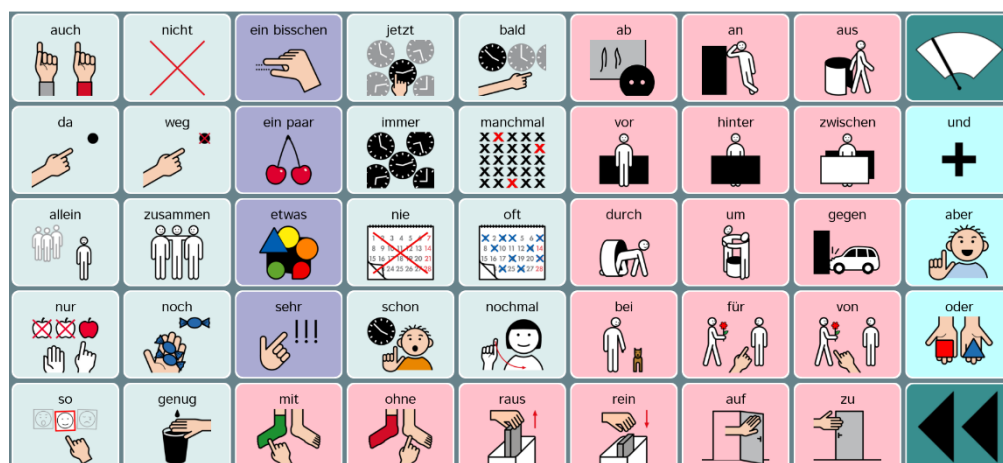 auch nicht ein bisschen jetzt bald ab an aus
da weg ein paar immer manchmal vor hinter zwischen und
allein zusammen etwas nie oft durch um gegen aber
nur noch sehr schon nochmal bei für von oder
so genug mit ohne raus rein auf zu